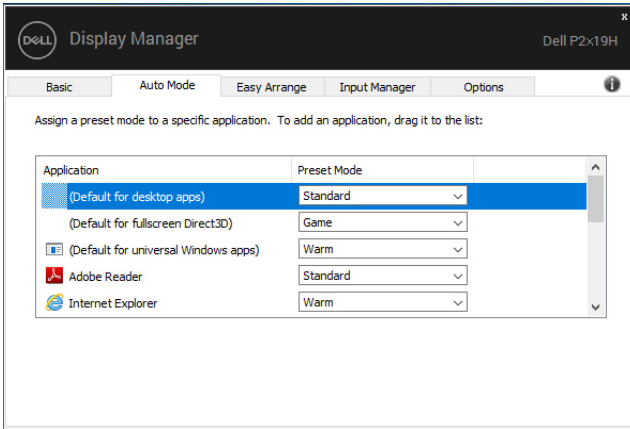 x
DELL Display Manager Dell P2x19H
Basic Auto Mode Easy Arrange Input Manager Options
Assign a preset mode to a specific application. To add an application, drag it to the list:
Application Preset Mode
(Default for desktop apps) Standard
(Default for fullscreen Direct3D) Game
(Default for universal Windows apps) Warm
Adobe Reader Standard
Internet Explorer Warm